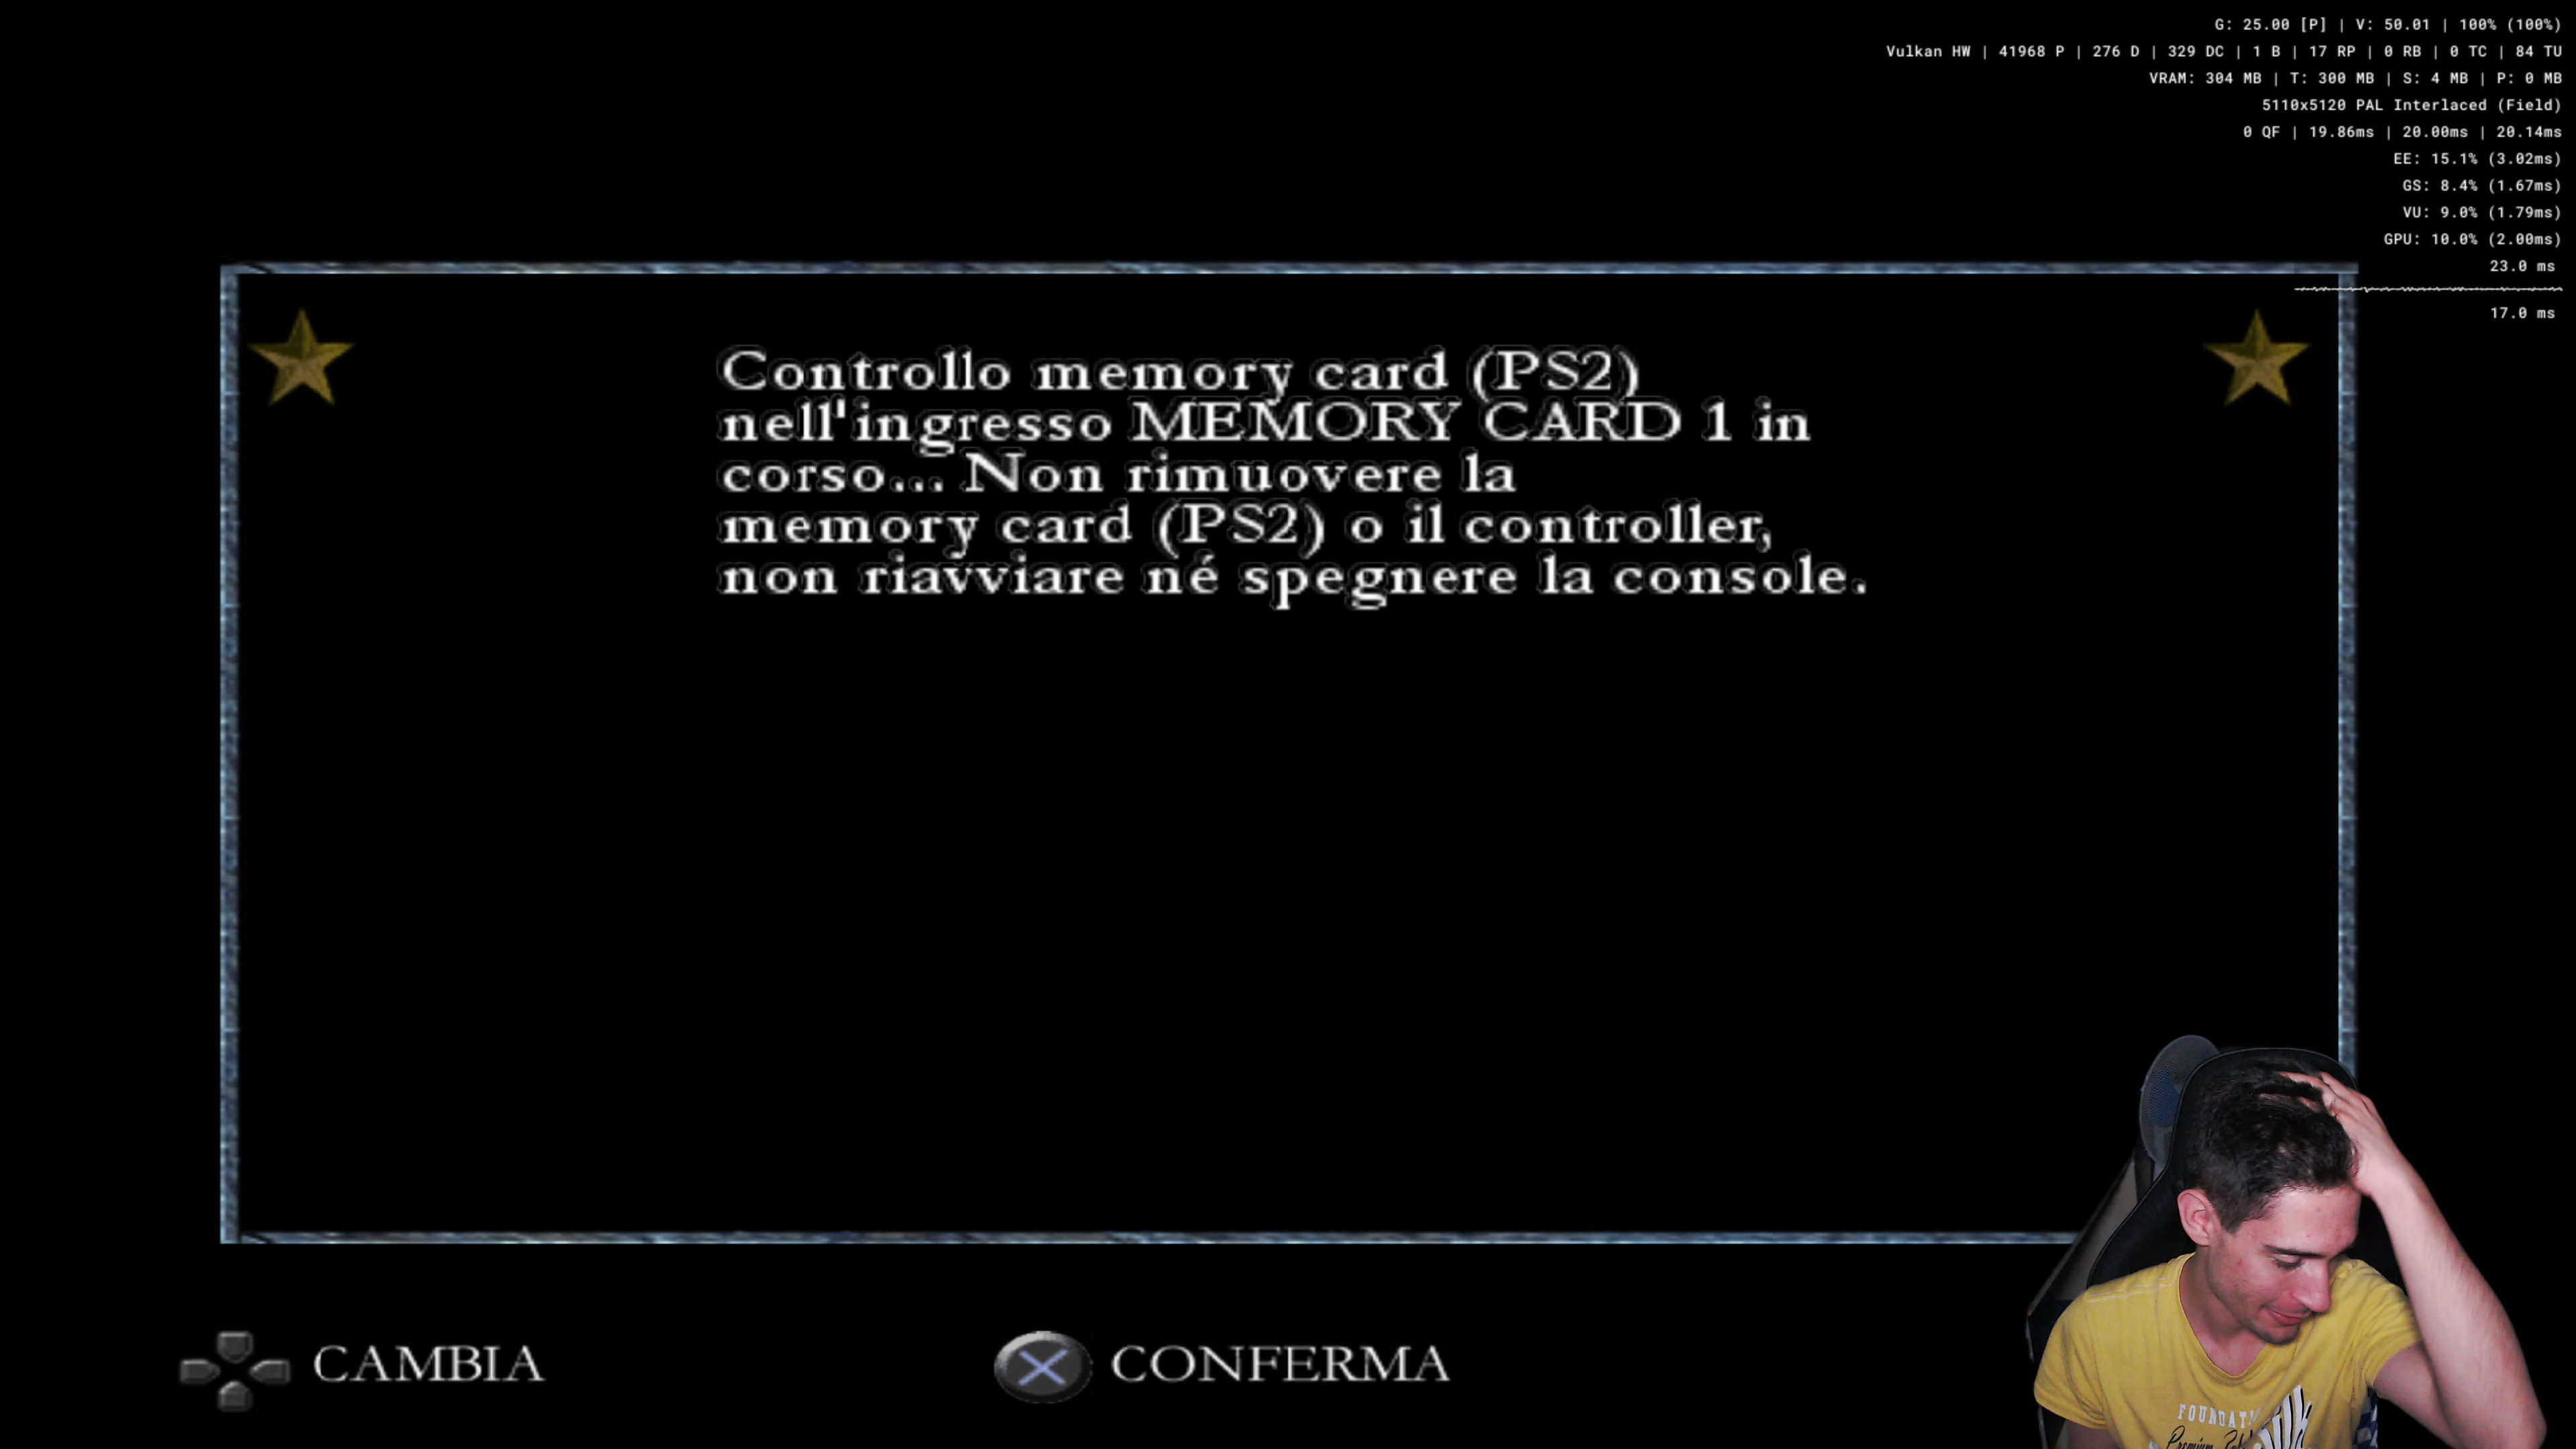 G: 25.00 [P] | V: 50.01 | 100% (100%)
Vulkan HW | 41968 P | 276 D | 329 DC | 1 B | 17 RP | 0 RB | 0 TC | 84 TU
VRAM: 304 MB | T: 300 MB | S: 4 MB | P: 0 MB
5110x5120 PAL Interlaced (Field)
0 QF | 19.86ms | 20.00ms | 20.14ms
EE: 15.1% (3.02ms)
GS: 8.4% (1.67ms)
VU: 9.0% (1.79ms)
GPU: 10.0% (2.00ms)
23.0 ms
17.0 ms
Controllo memory card (PS2)
nell'ingresso MEMORY CARD 1 in
corso... Non rimuovere la
memory card (PS2) o il controller,
non riavviare né spegnere la console.
CAMBIA
CONFERMA
Premium